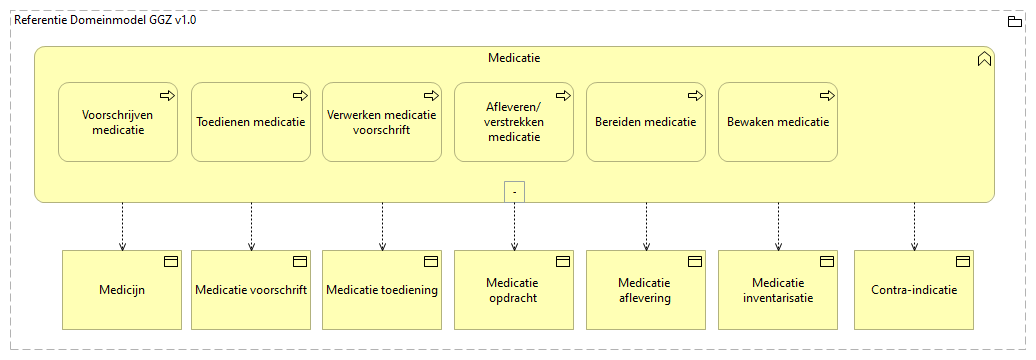 Referentie Domeinmodel GGZ v1.0
Medicatie
Voorschrijven
medicatie
Toedienen medicatie
Verwerken medicatie
voorschrift
Afleveren/
verstrekken
medicatie
Bereiden medicatie
Bewaken medicatie
-
Medicijn
Medicatie voorschrift
Medicatie toediening
Medicatie
opdracht
Medicatie
aflevering
Medicatie
inventarisatie
Contra-indicatie